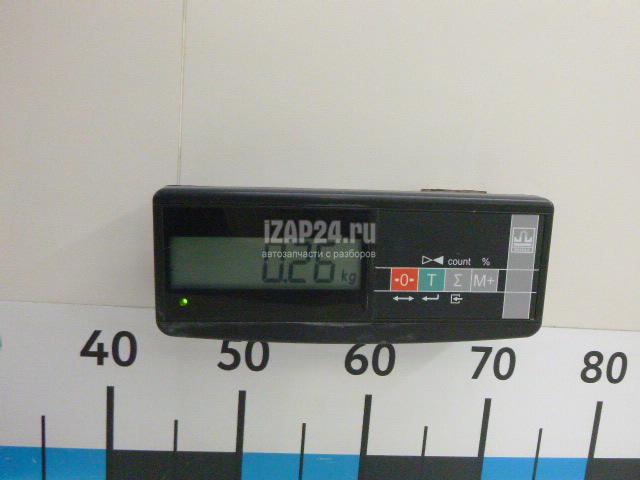 iZAP24.ru
автозапчасти с разборов
0.26 kg
count %
·0· T Σ M+
40 50 60 70 80